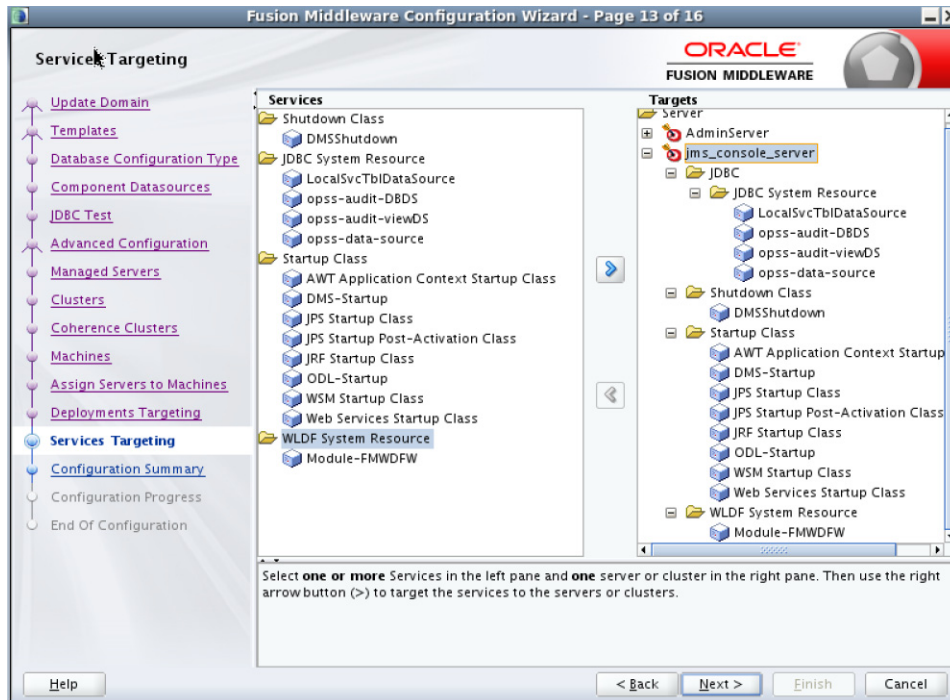 Fusion Middleware Configuration Wizard - Page 13 of 16
Services Targeting
ORACLE
FUSION MIDDLEWARE
Update Domain
Templates
Database Configuration Type
Component Datasources
JDBC Test
Advanced Configuration
Managed Servers
Clusters
Coherence Clusters
Machines
Assign Servers to Machines
Deployments Targeting
Services Targeting
Configuration Summary
Configuration Progress
End Of Configuration
Services
Shutdown Class
DMSShutdown
JDBC System Resource
LocalSvcTblDataSource
opss-audit-DBDS
opss-audit-viewDS
opss-data-source
Startup Class
AWT Application Context Startup Class
DMS-Startup
JPS Startup Class
JPS Startup Post-Activation Class
JRF Startup Class
ODL-Startup
WSM Startup Class
Web Services Startup Class
WLDF System Resource
Module-FMWDFW
Targets
Server
AdminServer
jms_console_server
JDBC
JDBC System Resource
LocalSvcTblDataSource
opss-audit-DBDS
opss-audit-viewDS
opss-data-source
Shutdown Class
DMSShutdown
Startup Class
AWT Application Context Startup
DMS-Startup
JPS Startup Class
JPS Startup Post-Activation Class
JRF Startup Class
ODL-Startup
WSM Startup Class
Web Services Startup Class
WLDF System Resource
Module-FMWDFW
Select one or more Services in the left pane and one server or cluster in the right pane. Then use the right
arrow button (>) to target the services to the servers or clusters.
Help
< Back
Next >
Finish
Cancel